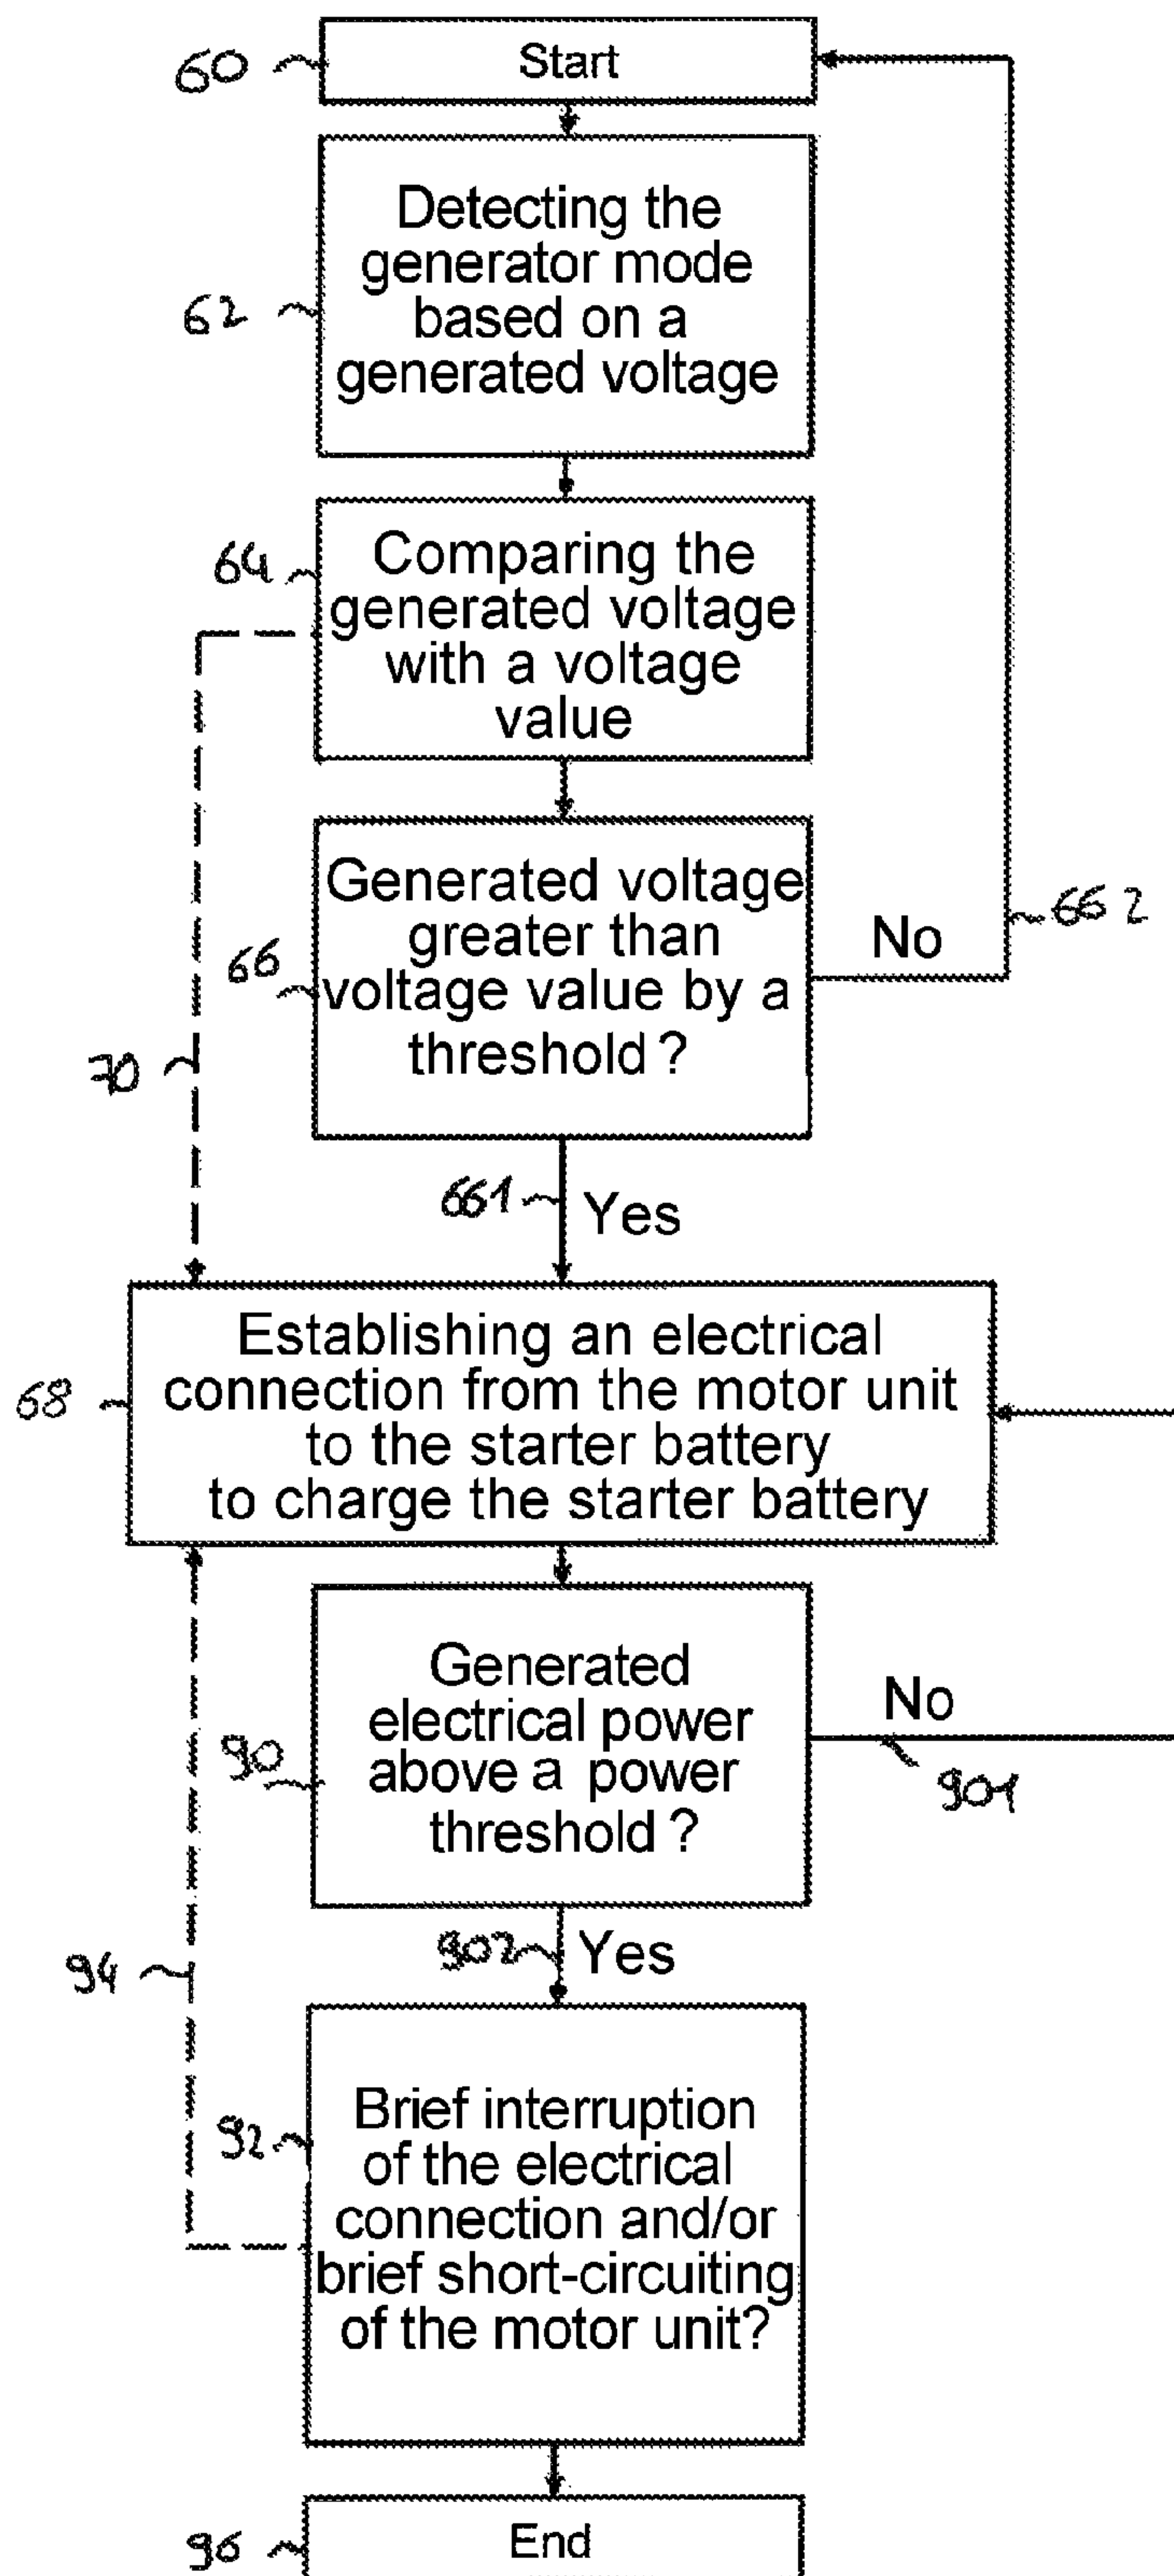 60
Start
Detecting the
generator mode
based on a
generated voltage
62
64
Comparing the
generated voltage
with a voltage
value
Generated voltage
greater than
voltage value by a
threshold ?
66
No
662
70
661
Yes
Establishing an electrical
connection from the motor unit
to the starter battery
to charge the starter battery
68
Generated
electrical power
above a power
threshold ?
90
No
901
902
Yes
94
Brief interruption
of the electrical
connection and/or
brief short-circuiting
of the motor unit?
92
End
96